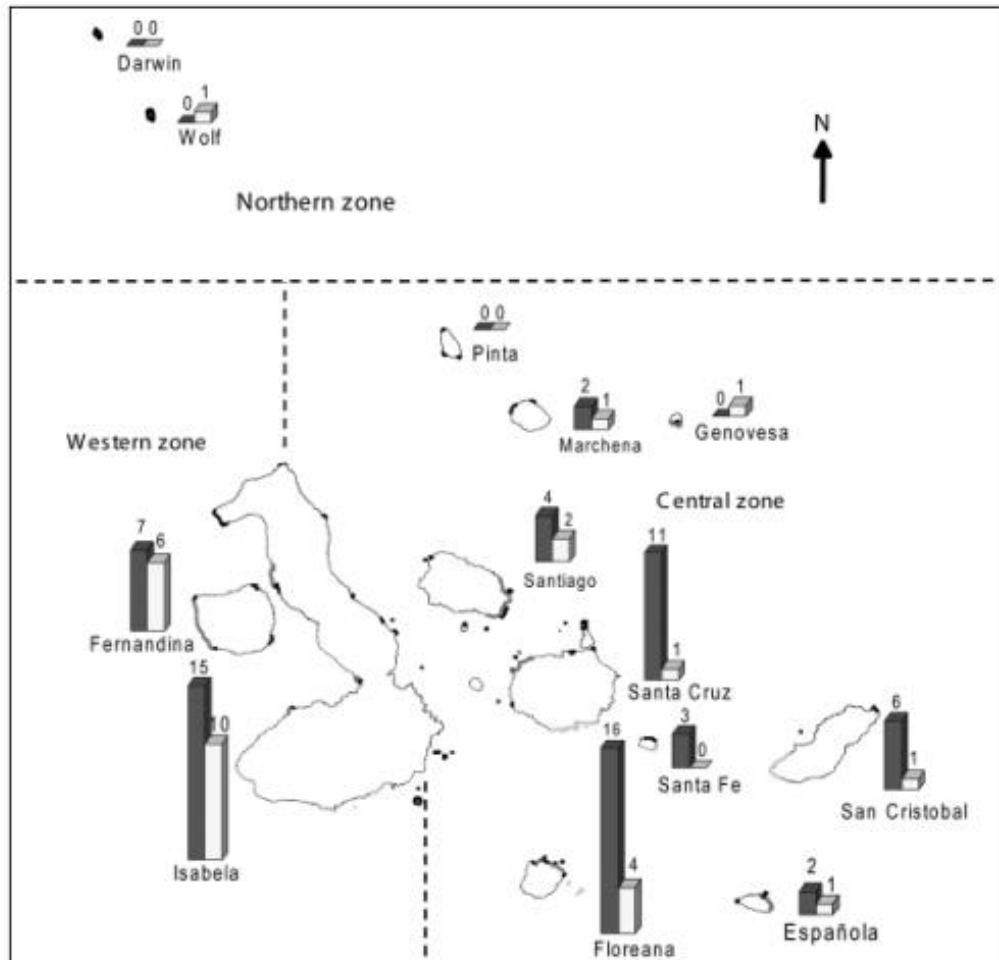 0 0
Darwin
0 1
Wolf
N
Northern zone
0 0
Pinta
2 1
Marchena
0 1
Genovesa
Western zone
Central zone
4 2
Santiago
11 1
Santa Cruz
7 6
Fernandina
15 10
Isabela
3 0
Santa Fe
6 1
San Cristobal
16 4
Floreana
2 1
Española